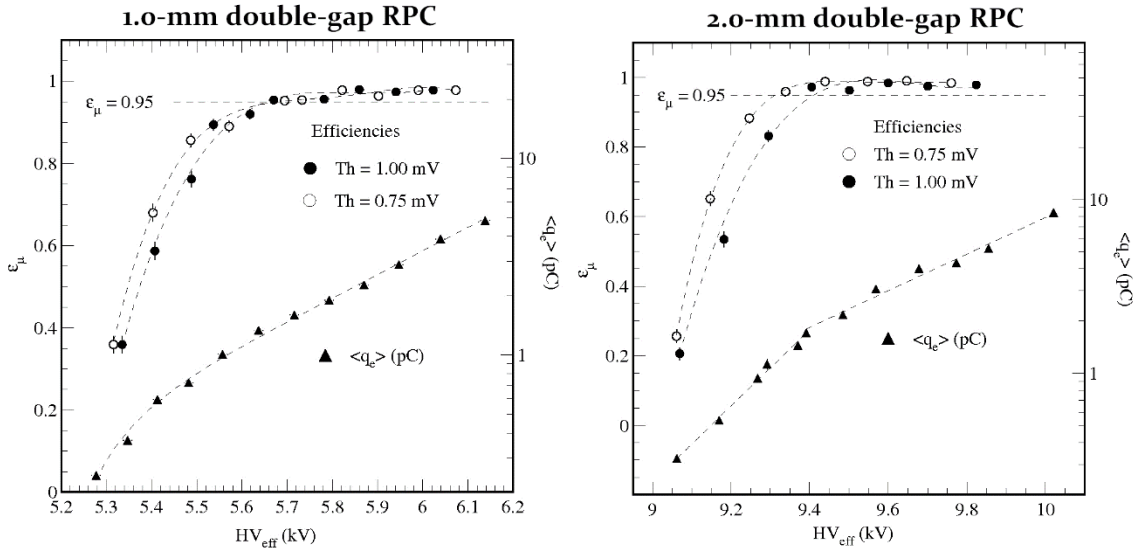 1.0-mm double-gap RPC
1
0.8
0.6
0.4
0.2
0
ε_μ
ε_μ = 0.95
Efficiencies
Th = 1.00 mV
Th = 0.75 mV
<q_e> (pC)
10
1
<q_e> (pC)
5.2 5.3 5.4 5.5 5.6 5.7 5.8 5.9 6 6.1 6.2
HV_eff (kV)
2.0-mm double-gap RPC
1
0.8
0.6
0.4
0.2
0
ε_μ
ε_μ = 0.95
Efficiencies
Th = 0.75 mV
Th = 1.00 mV
<q_e> (pC)
10
1
<q_e> (pC)
9 9.2 9.4 9.6 9.8 10
HV_eff (kV)